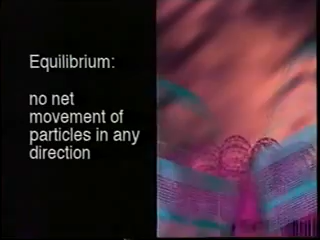 Equilibrium:
no net
movement of
particles in any
direction